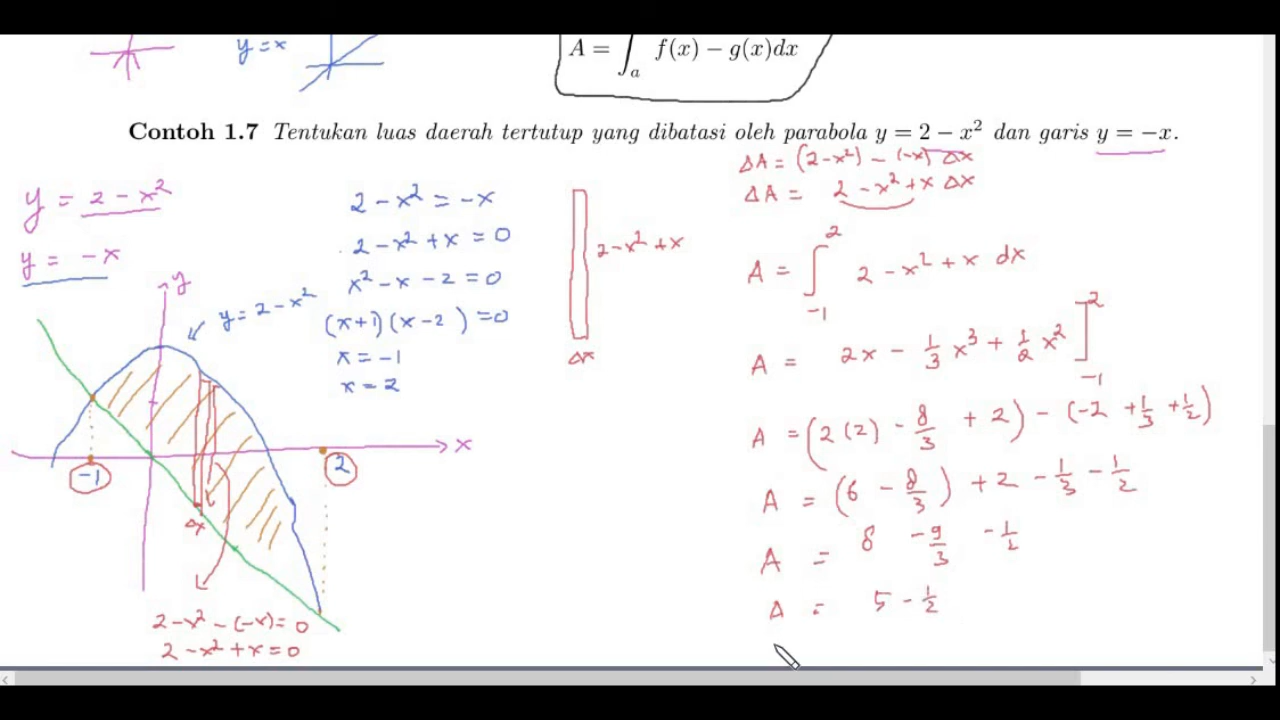 y = x
A = ∫ₐ f(x) − g(x)dx
Contoh 1.7 Tentukan luas daerah tertutup yang dibatasi oleh parabola y = 2 − x² dan garis y = −x.
y = 2 − x²
y = −x
y
y = 2 − x²
x
−1
2
Δx
2 − x² − (−x) = 0
2 − x² + x = 0
2 − x² = −x
2 − x² + x = 0
x² − x − 2 = 0
(x+1)(x−2) = 0
x = −1
x = 2
2 − x² + x
Δx
ΔA = (2−x²) − (−x) Δx
ΔA = 2 − x² + x Δx
A = ∫₋₁² 2 − x² + x dx
A = 2x − 1/3 x³ + 1/2 x² ]₋₁²
A = (2(2) − 8/3 + 2) − (−2 + 1/3 + 1/2)
A = (6 − 8/3) + 2 − 1/3 − 1/2
A = 8 − 9/3 − 1/2
A = 5 − 1/2